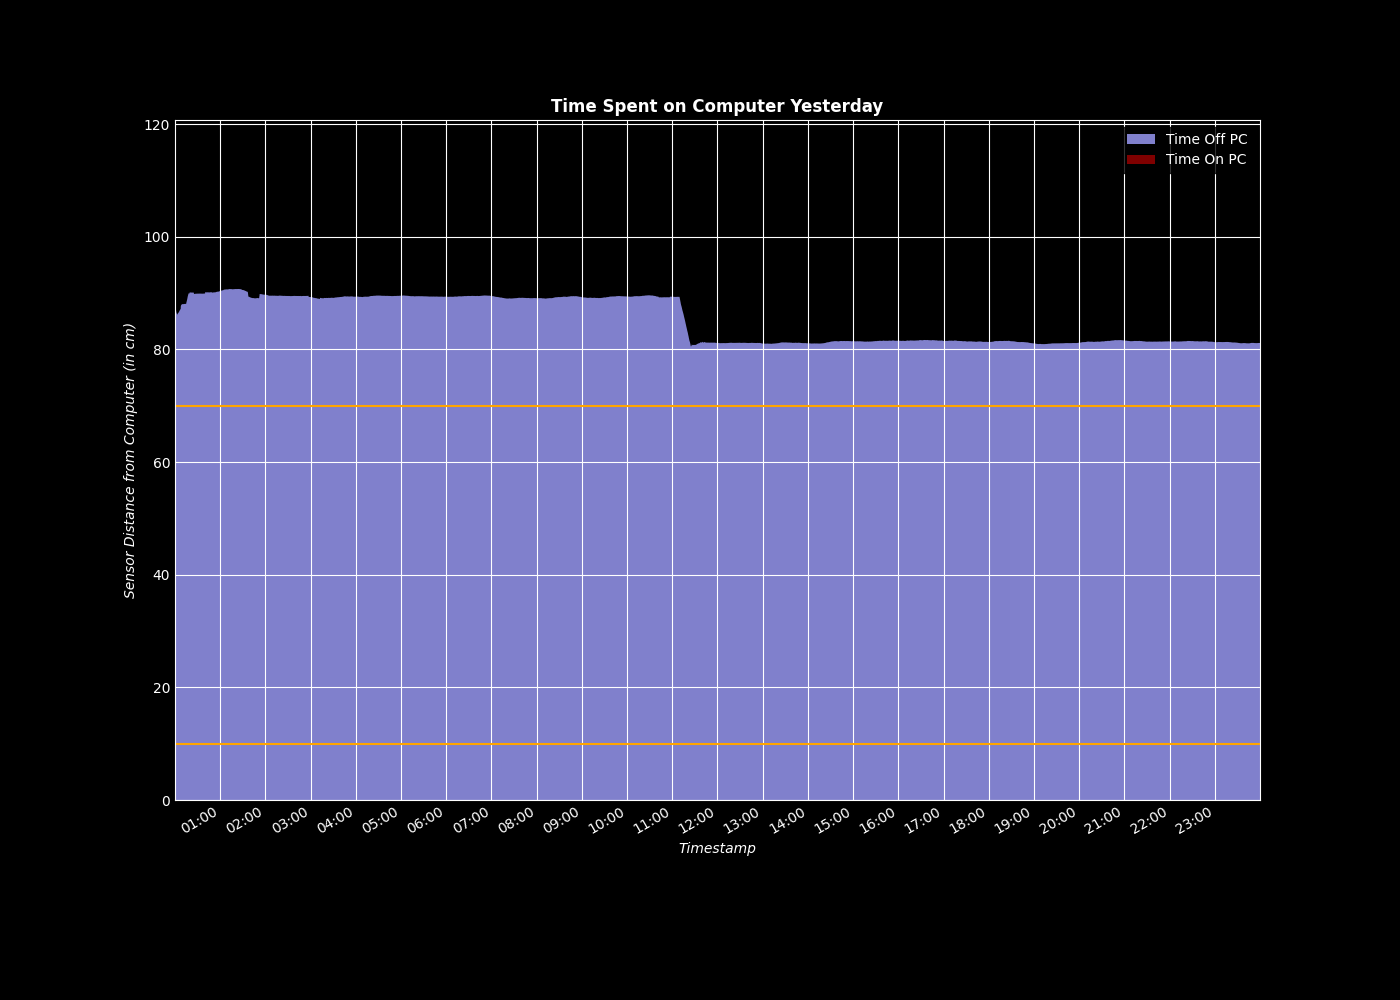 Time Spent on Computer Yesterday
Time Off PC
Time On PC
Sensor Distance from Computer (in cm)
120
100
80
60
40
20
0
01:00 02:00 03:00 04:00 05:00 06:00 07:00 08:00 09:00 10:00 11:00 12:00 13:00 14:00 15:00 16:00 17:00 18:00 19:00 20:00 21:00 22:00 23:00
Timestamp